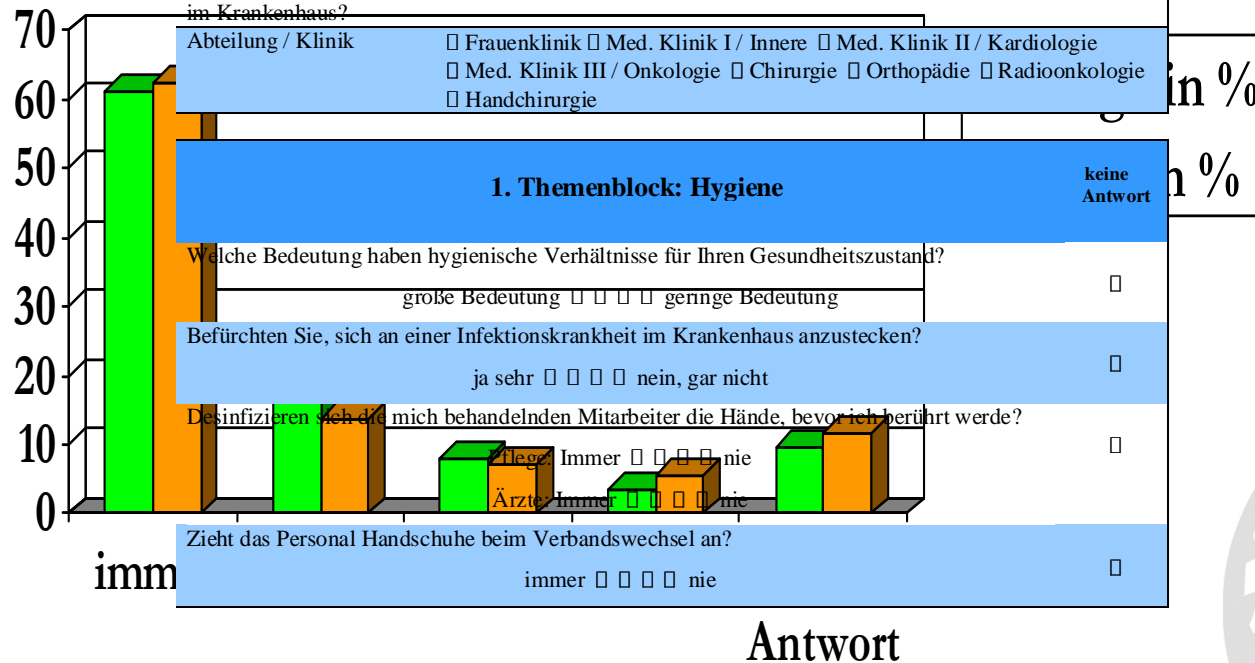 im Krankenhaus?
Abteilung / Klinik
▯ Frauenklinik ▯ Med. Klinik I / Innere ▯ Med. Klinik II / Kardiologie
▯ Med. Klinik III / Onkologie ▯ Chirurgie ▯ Orthopädie ▯ Radioonkologie
▯ Handchirurgie
1. Themenblock: Hygiene
keine
Antwort
Welche Bedeutung haben hygienische Verhältnisse für Ihren Gesundheitszustand?
große Bedeutung ▯ ▯ ▯ ▯ geringe Bedeutung
▯
Befürchten Sie, sich an einer Infektionskrankheit im Krankenhaus anzustecken?
ja sehr ▯ ▯ ▯ ▯ nein, gar nicht
▯
Desinfizieren sich die mich behandelnden Mitarbeiter die Hände, bevor ich berührt werde?
Pflege: Immer ▯ ▯ ▯ ▯ nie
Ärzte: Immer ▯ ▯ ▯ ▯ nie
▯
Zieht das Personal Handschuhe beim Verbandswechsel an?
immer ▯ ▯ ▯ ▯ nie
▯
70
60
50
40
30
20
10
0
in %
%
Antwort